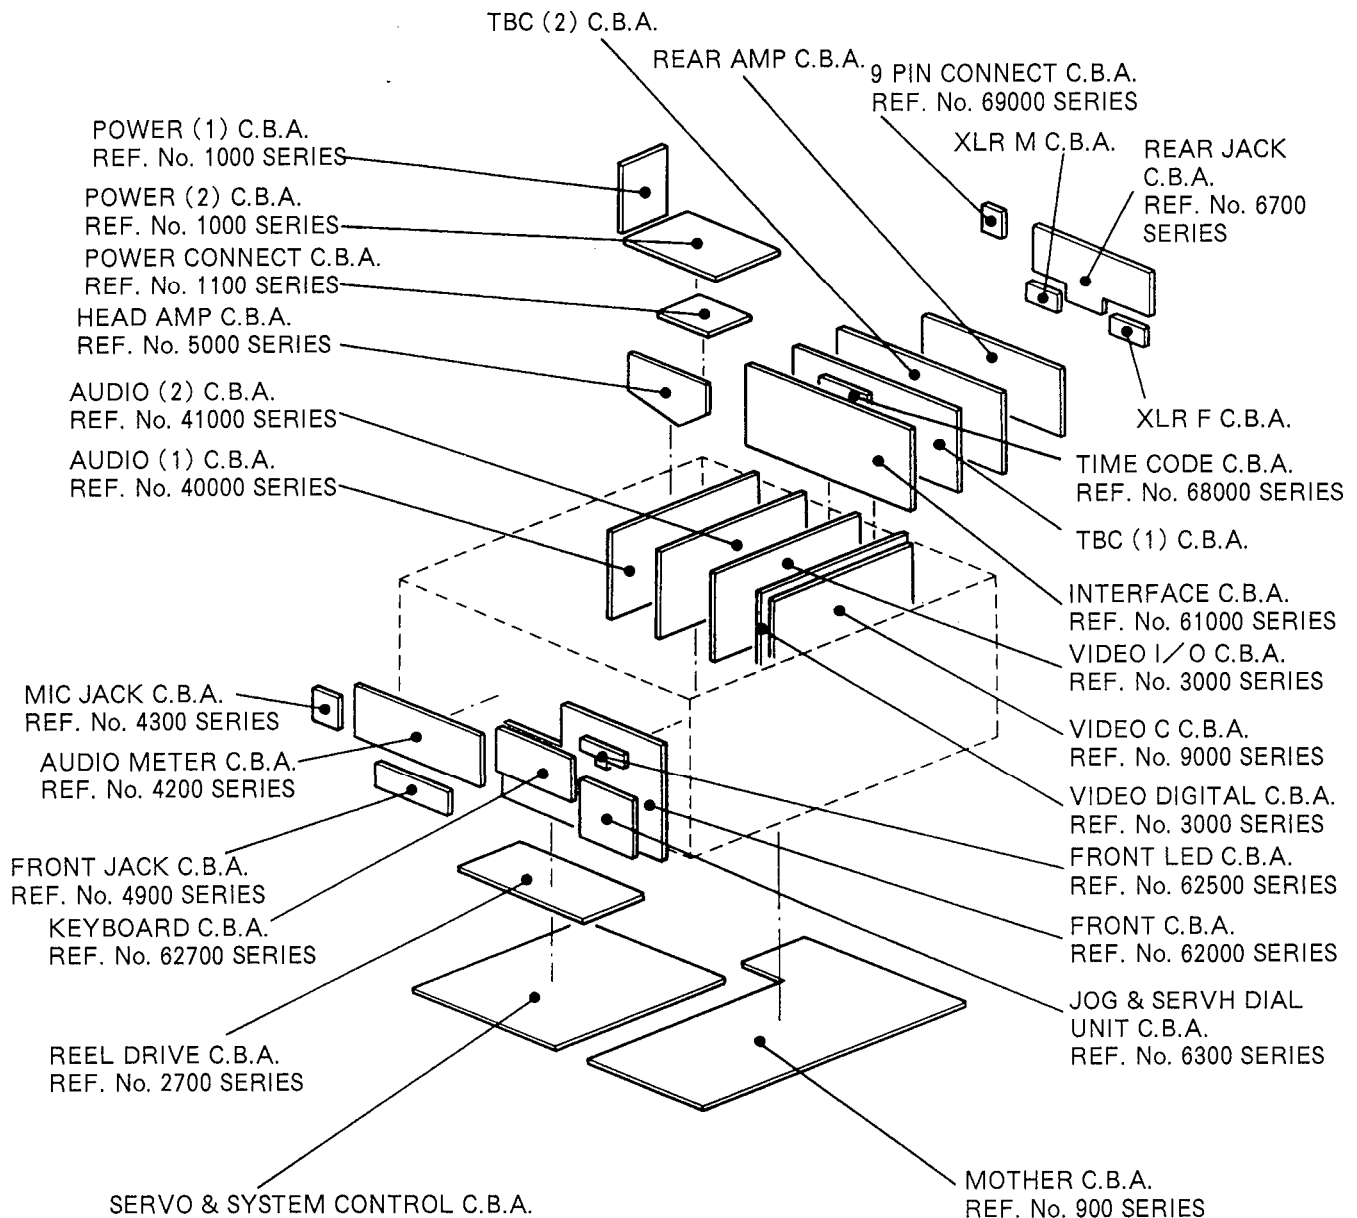 TBC (2) C.B.A.
REAR AMP C.B.A.
9 PIN CONNECT C.B.A.
REF. No. 69000 SERIES
XLR M C.B.A.
REAR JACK
C.B.A.
REF. No. 6700
SERIES
POWER (1) C.B.A.
REF. No. 1000 SERIES
POWER (2) C.B.A.
REF. No. 1000 SERIES
POWER CONNECT C.B.A.
REF. No. 1100 SERIES
HEAD AMP C.B.A.
REF. No. 5000 SERIES
AUDIO (2) C.B.A.
REF. No. 41000 SERIES
AUDIO (1) C.B.A.
REF. No. 40000 SERIES
XLR F C.B.A.
TIME CODE C.B.A.
REF. No. 68000 SERIES
TBC (1) C.B.A.
INTERFACE C.B.A.
REF. No. 61000 SERIES
VIDEO I/O C.B.A.
REF. No. 3000 SERIES
VIDEO C C.B.A.
REF. No. 9000 SERIES
VIDEO DIGITAL C.B.A.
REF. No. 3000 SERIES
FRONT LED C.B.A.
REF. No. 62500 SERIES
FRONT C.B.A.
REF. No. 62000 SERIES
JOG & SERVH DIAL
UNIT C.B.A.
REF. No. 6300 SERIES
MIC JACK C.B.A.
REF. No. 4300 SERIES
AUDIO METER C.B.A.
REF. No. 4200 SERIES
FRONT JACK C.B.A.
REF. No. 4900 SERIES
KEYBOARD C.B.A.
REF. No. 62700 SERIES
REEL DRIVE C.B.A.
REF. No. 2700 SERIES
SERVO & SYSTEM CONTROL C.B.A.
MOTHER C.B.A.
REF. No. 900 SERIES